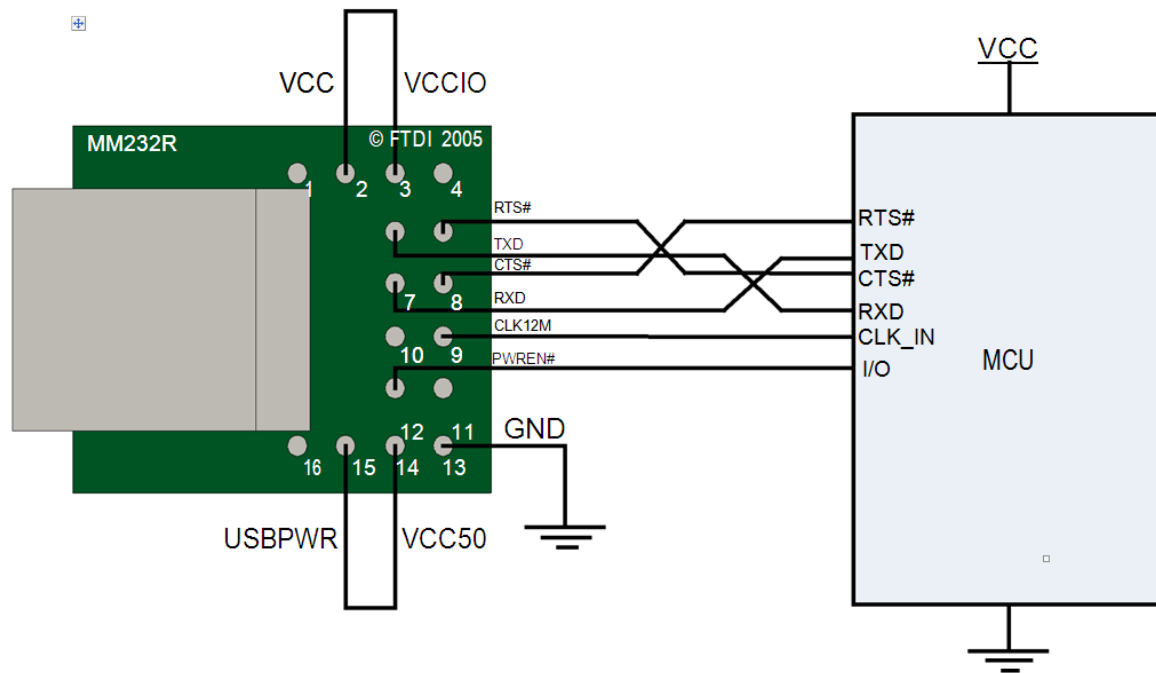 VCC
VCC VCCIO
MM232R © FTDI 2005
1 2 3 4
RTS#
RTS#
TXD
TXD
CTS#
CTS#
7 8
RXD
RXD
CLK12M
CLK_IN
10 9
PWREN#
I/O
MCU
12 11
GND
16 15 14 13
USBPWR VCC50